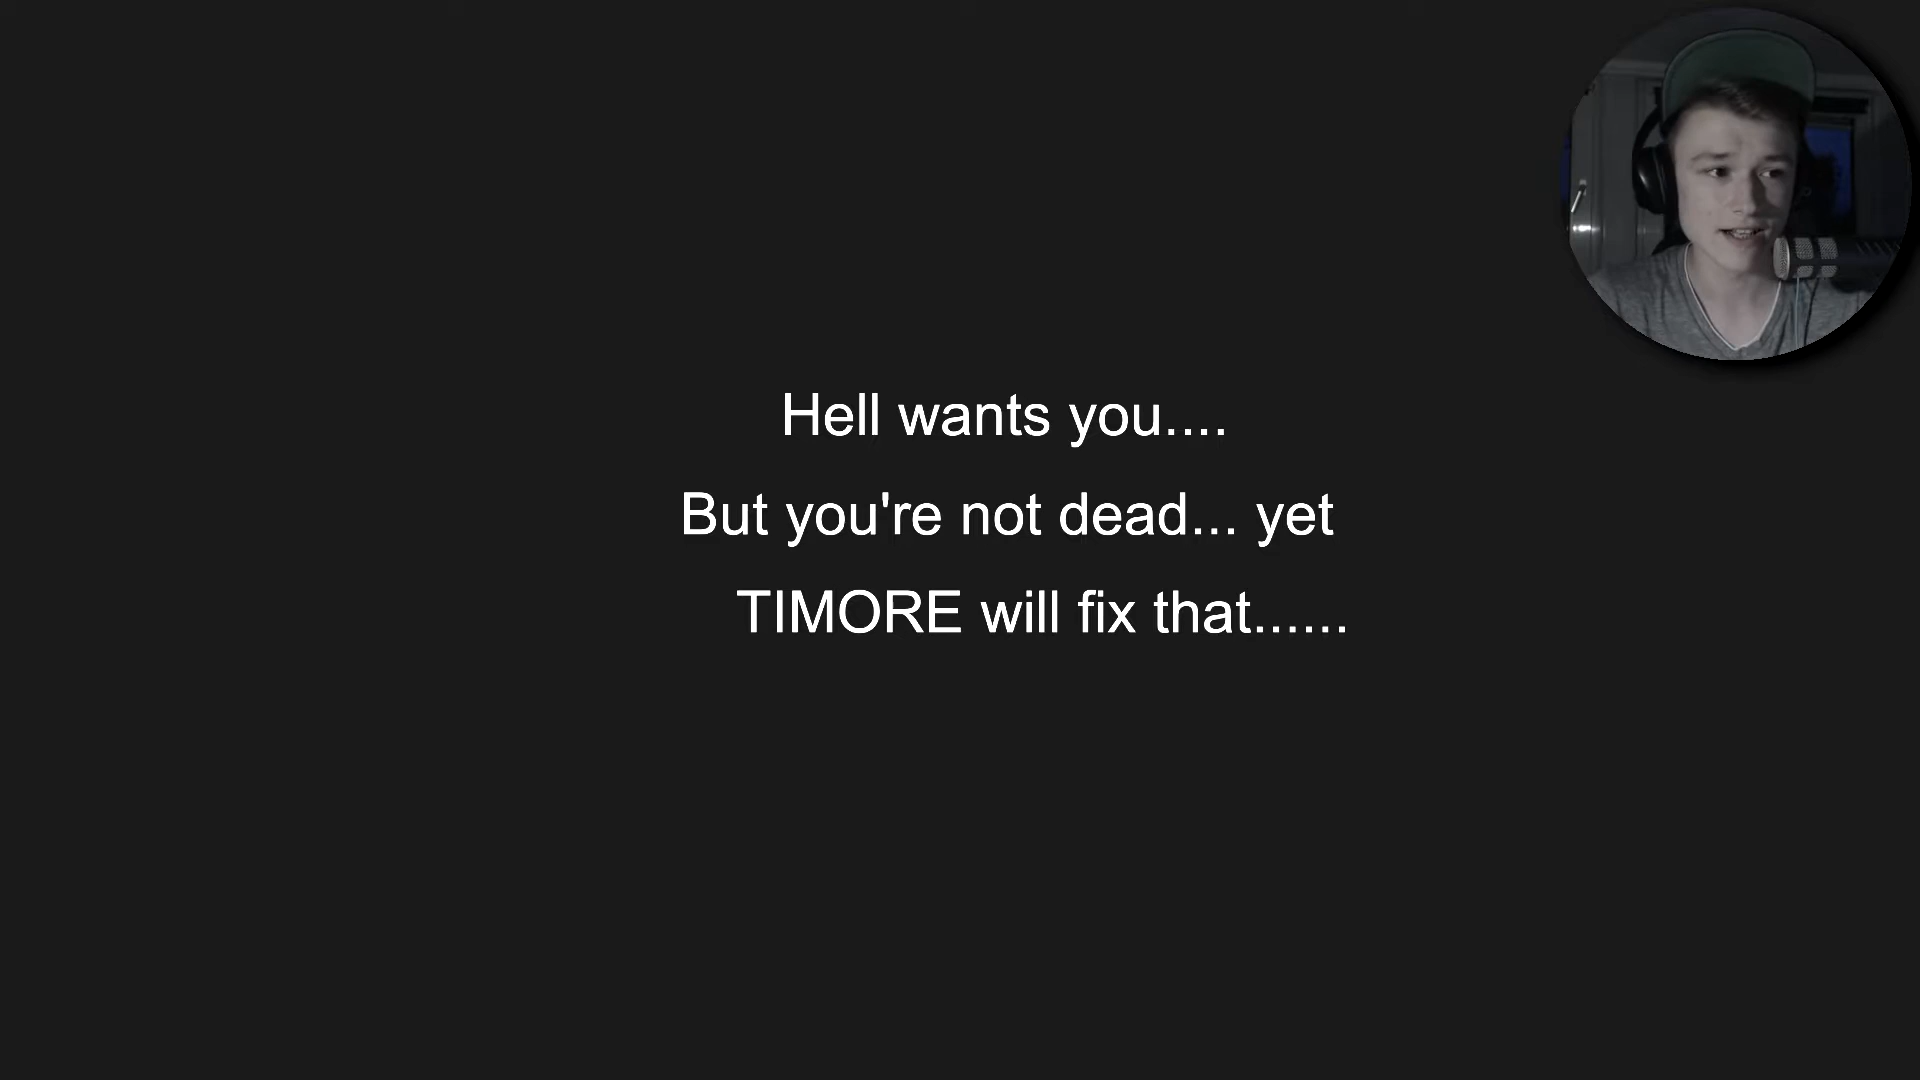 Hell wants you....
But you're not dead... yet
TIMORE will fix that......